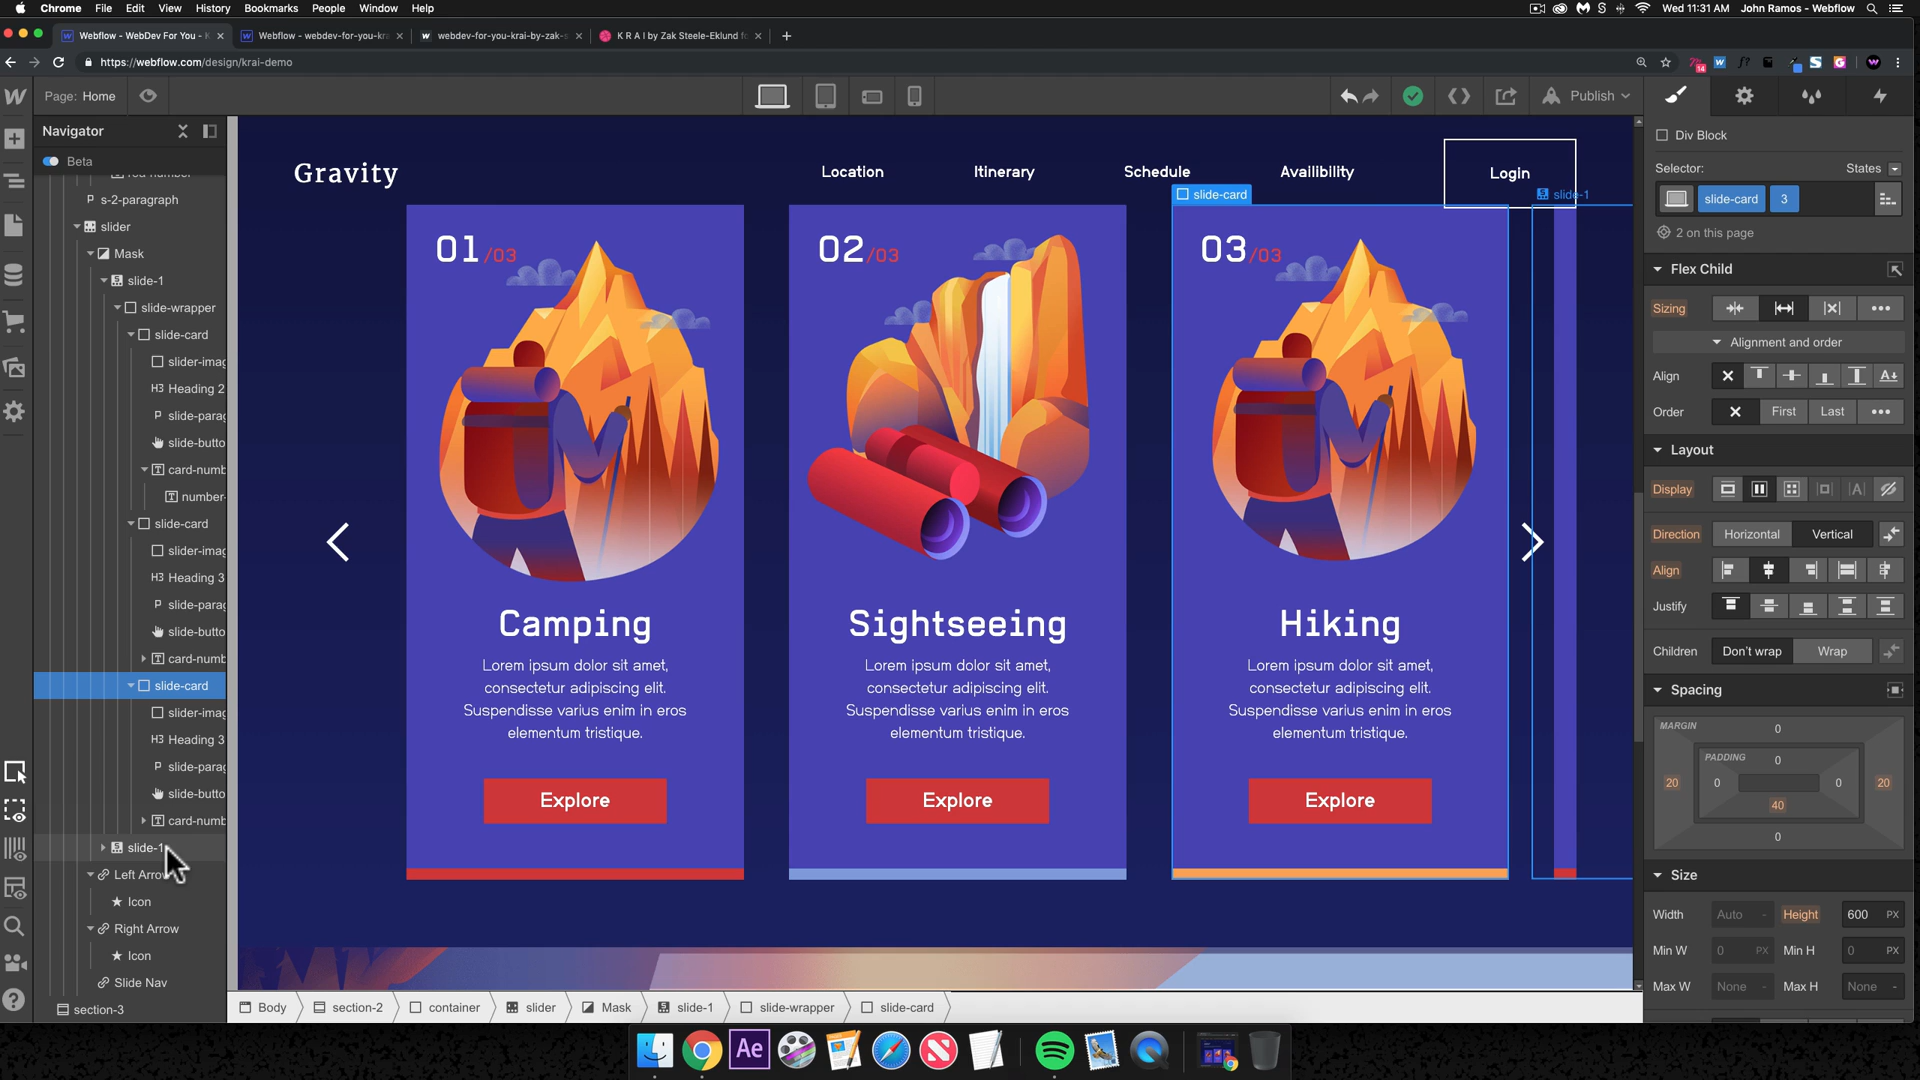 Chrome File Edit View History Bookmarks People Window Help
Wed 11:31 AM John Ramos - Webflow
Webflow - WebDev For You - K
Webflow - webdev-for-you-kra
webdev-for-you-krai-by-zak-s
K R A I by Zak Steele-Eklund fo
https://webflow.com/design/krai-demo
14
Page: Home
Publish
Navigator
Beta
s-2-paragraph
slider
Mask
slide-1
slide-wrapper
slide-card
slider-imag
H3 Heading 2
P slide-parag
slide-butto
card-numb
number-
slide-card
slider-imag
H3 Heading 3
P slide-parag
slide-butto
card-numb
slide-card
slider-imag
H3 Heading 3
P slide-parag
slide-butto
card-numb
slide-1
Left Arrow
Icon
Right Arrow
Icon
Slide Nav
section-3
Gravity
Location
Itinerary
Schedule
Availibility
Login
slide-card
slide-1
01/03
Camping
Lorem ipsum dolor sit amet,
consectetur adipiscing elit.
Suspendisse varius enim in eros
elementum tristique.
Explore
02/03
Sightseeing
Lorem ipsum dolor sit amet,
consectetur adipiscing elit.
Suspendisse varius enim in eros
elementum tristique.
Explore
03/03
Hiking
Lorem ipsum dolor sit amet,
consectetur adipiscing elit.
Suspendisse varius enim in eros
elementum tristique.
Explore
Body section-2 container slider Mask slide-1 slide-wrapper slide-card
Div Block
Selector: States
slide-card 3
2 on this page
Flex Child
Sizing
Alignment and order
Align
Order First Last
Layout
Display
Direction Horizontal Vertical
Align
Justify
Children Don't wrap Wrap
Spacing
MARGIN
0
PADDING
0
20 0 0 20
40
0
Size
Width Auto - Height 600 PX
Min W 0 PX Min H 0 PX
Max W None - Max H None -
Ae